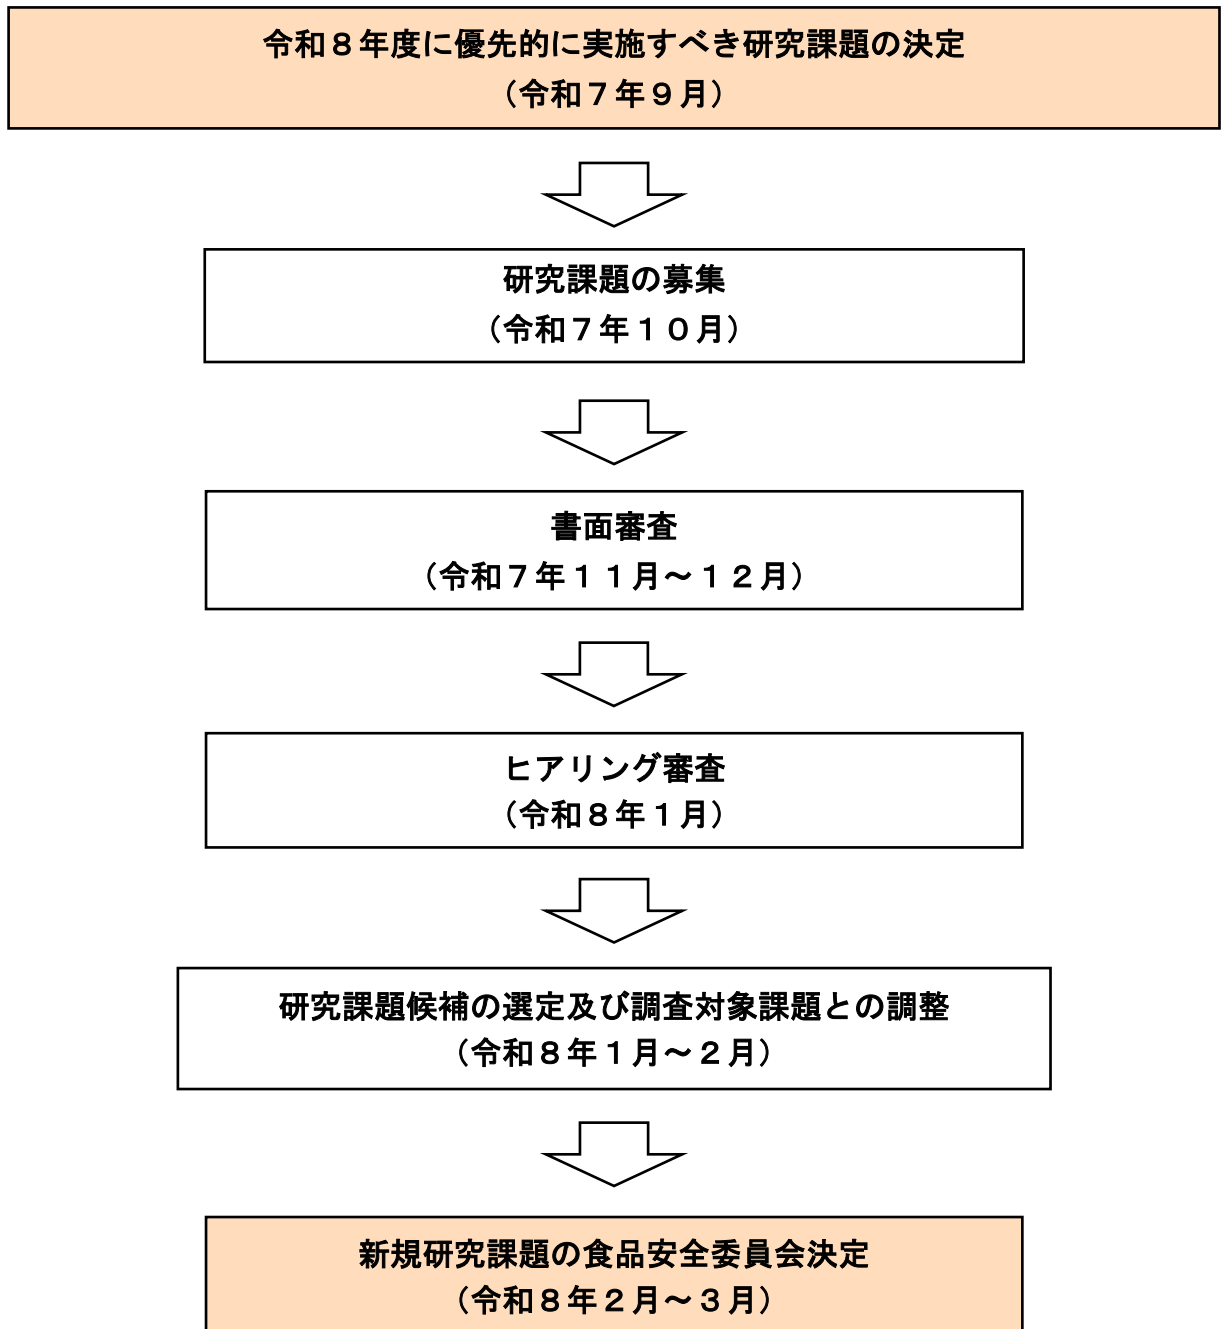 令和８年度に優先的に実施すべき研究課題の決定
（令和７年９月）
研究課題の募集
（令和７年１０月）
書面審査
（令和７年１１月～１２月）
ヒアリング審査
（令和８年１月）
研究課題候補の選定及び調査対象課題との調整
（令和８年１月～２月）
新規研究課題の食品安全委員会決定
（令和８年２月～３月）